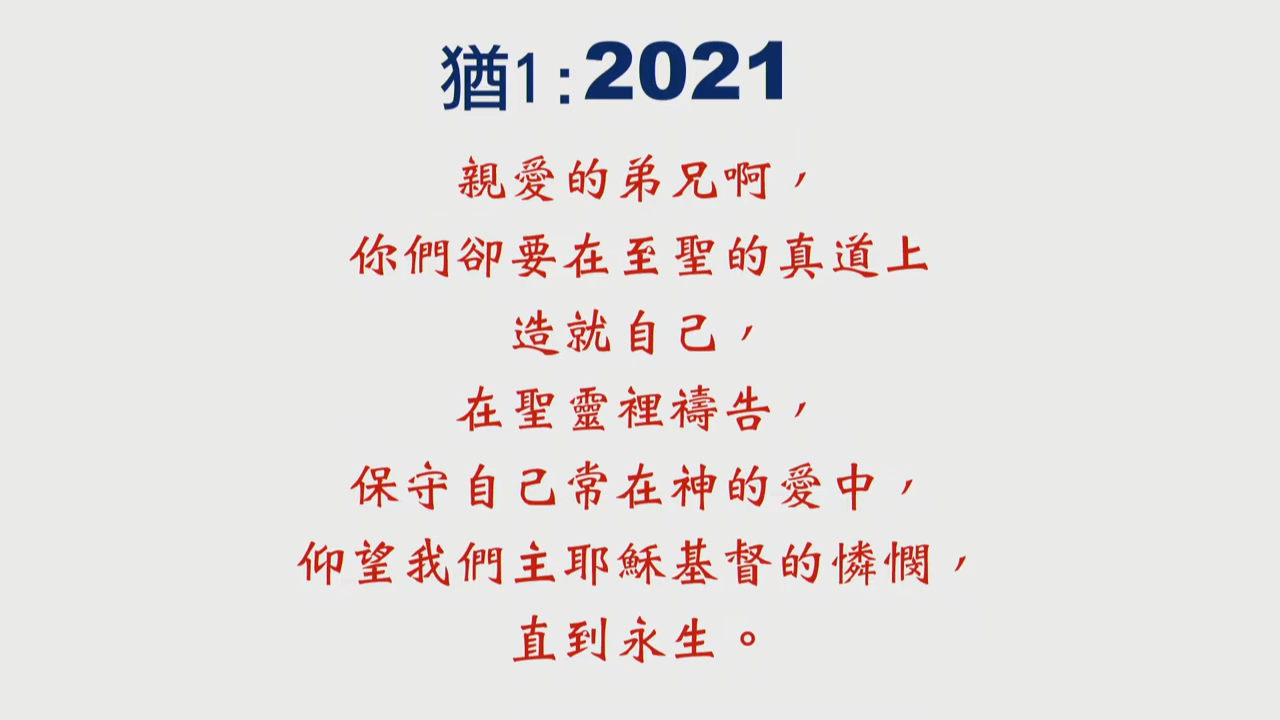 猶1:2021
親愛的弟兄啊，
你們卻要在至聖的真道上
造就自己，
在聖靈裡禱告，
保守自己常在神的愛中，
仰望我們主耶穌基督的憐憫，
直到永生。